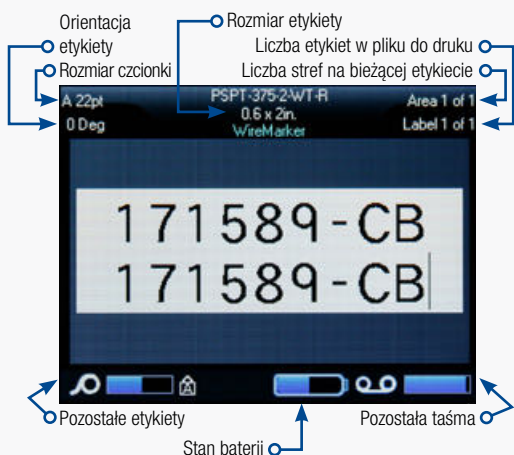 Orientacja
etykiety
Rozmiar czcionki
Rozmiar etykiety
Liczba etykiet w pliku do druku
Liczba stref na bieżącej etykiecie
A 22pt
0 Deg
PSPT-375-2-WT-R
0.6 x 2in.
WireMarker
Area 1 of 1
Label 1 of 1
171589-CB
171589-CB
A
Pozostałe etykiety
Stan baterii
Pozostała taśma